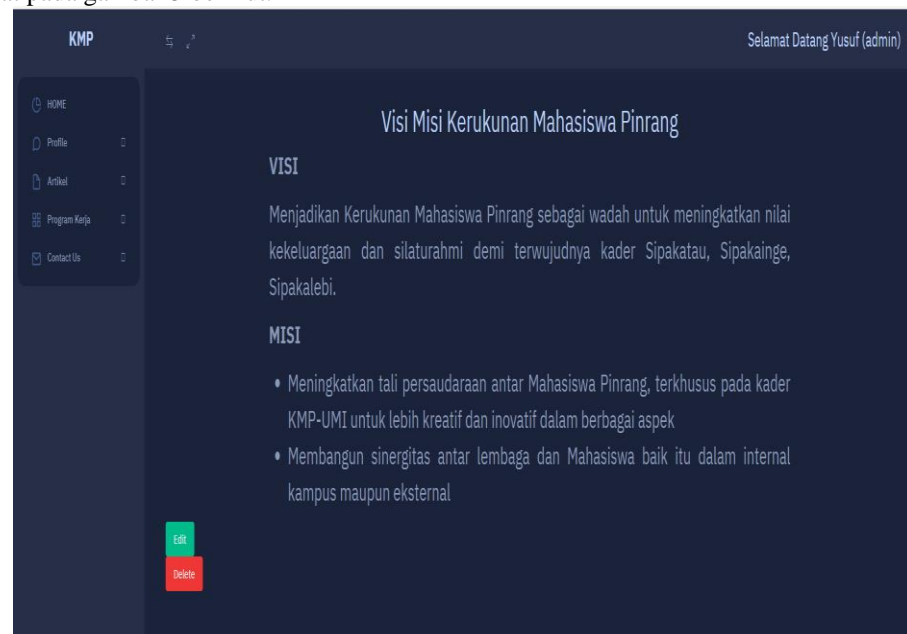 KMP
Selamat Datang Yusuf (admin)
HOME
Profile
Artikel
Program Kerja
Contact Us
Visi Misi Kerukunan Mahasiswa Pinrang
VISI
Menjadikan Kerukunan Mahasiswa Pinrang sebagai wadah untuk meningkatkan nilai
kekeluargaan dan silaturahmi demi terwujudnya kader Sipakatau, Sipakainge,
Sipakalebi.
MISI
• Meningkatkan tali persaudaraan antar Mahasiswa Pinrang, terkhusus pada kader
KMP-UMI untuk lebih kreatif dan inovatif dalam berbagai aspek
• Membangun sinergitas antar lembaga dan Mahasiswa baik itu dalam internal
kampus maupun eksternal
Edit
Delete